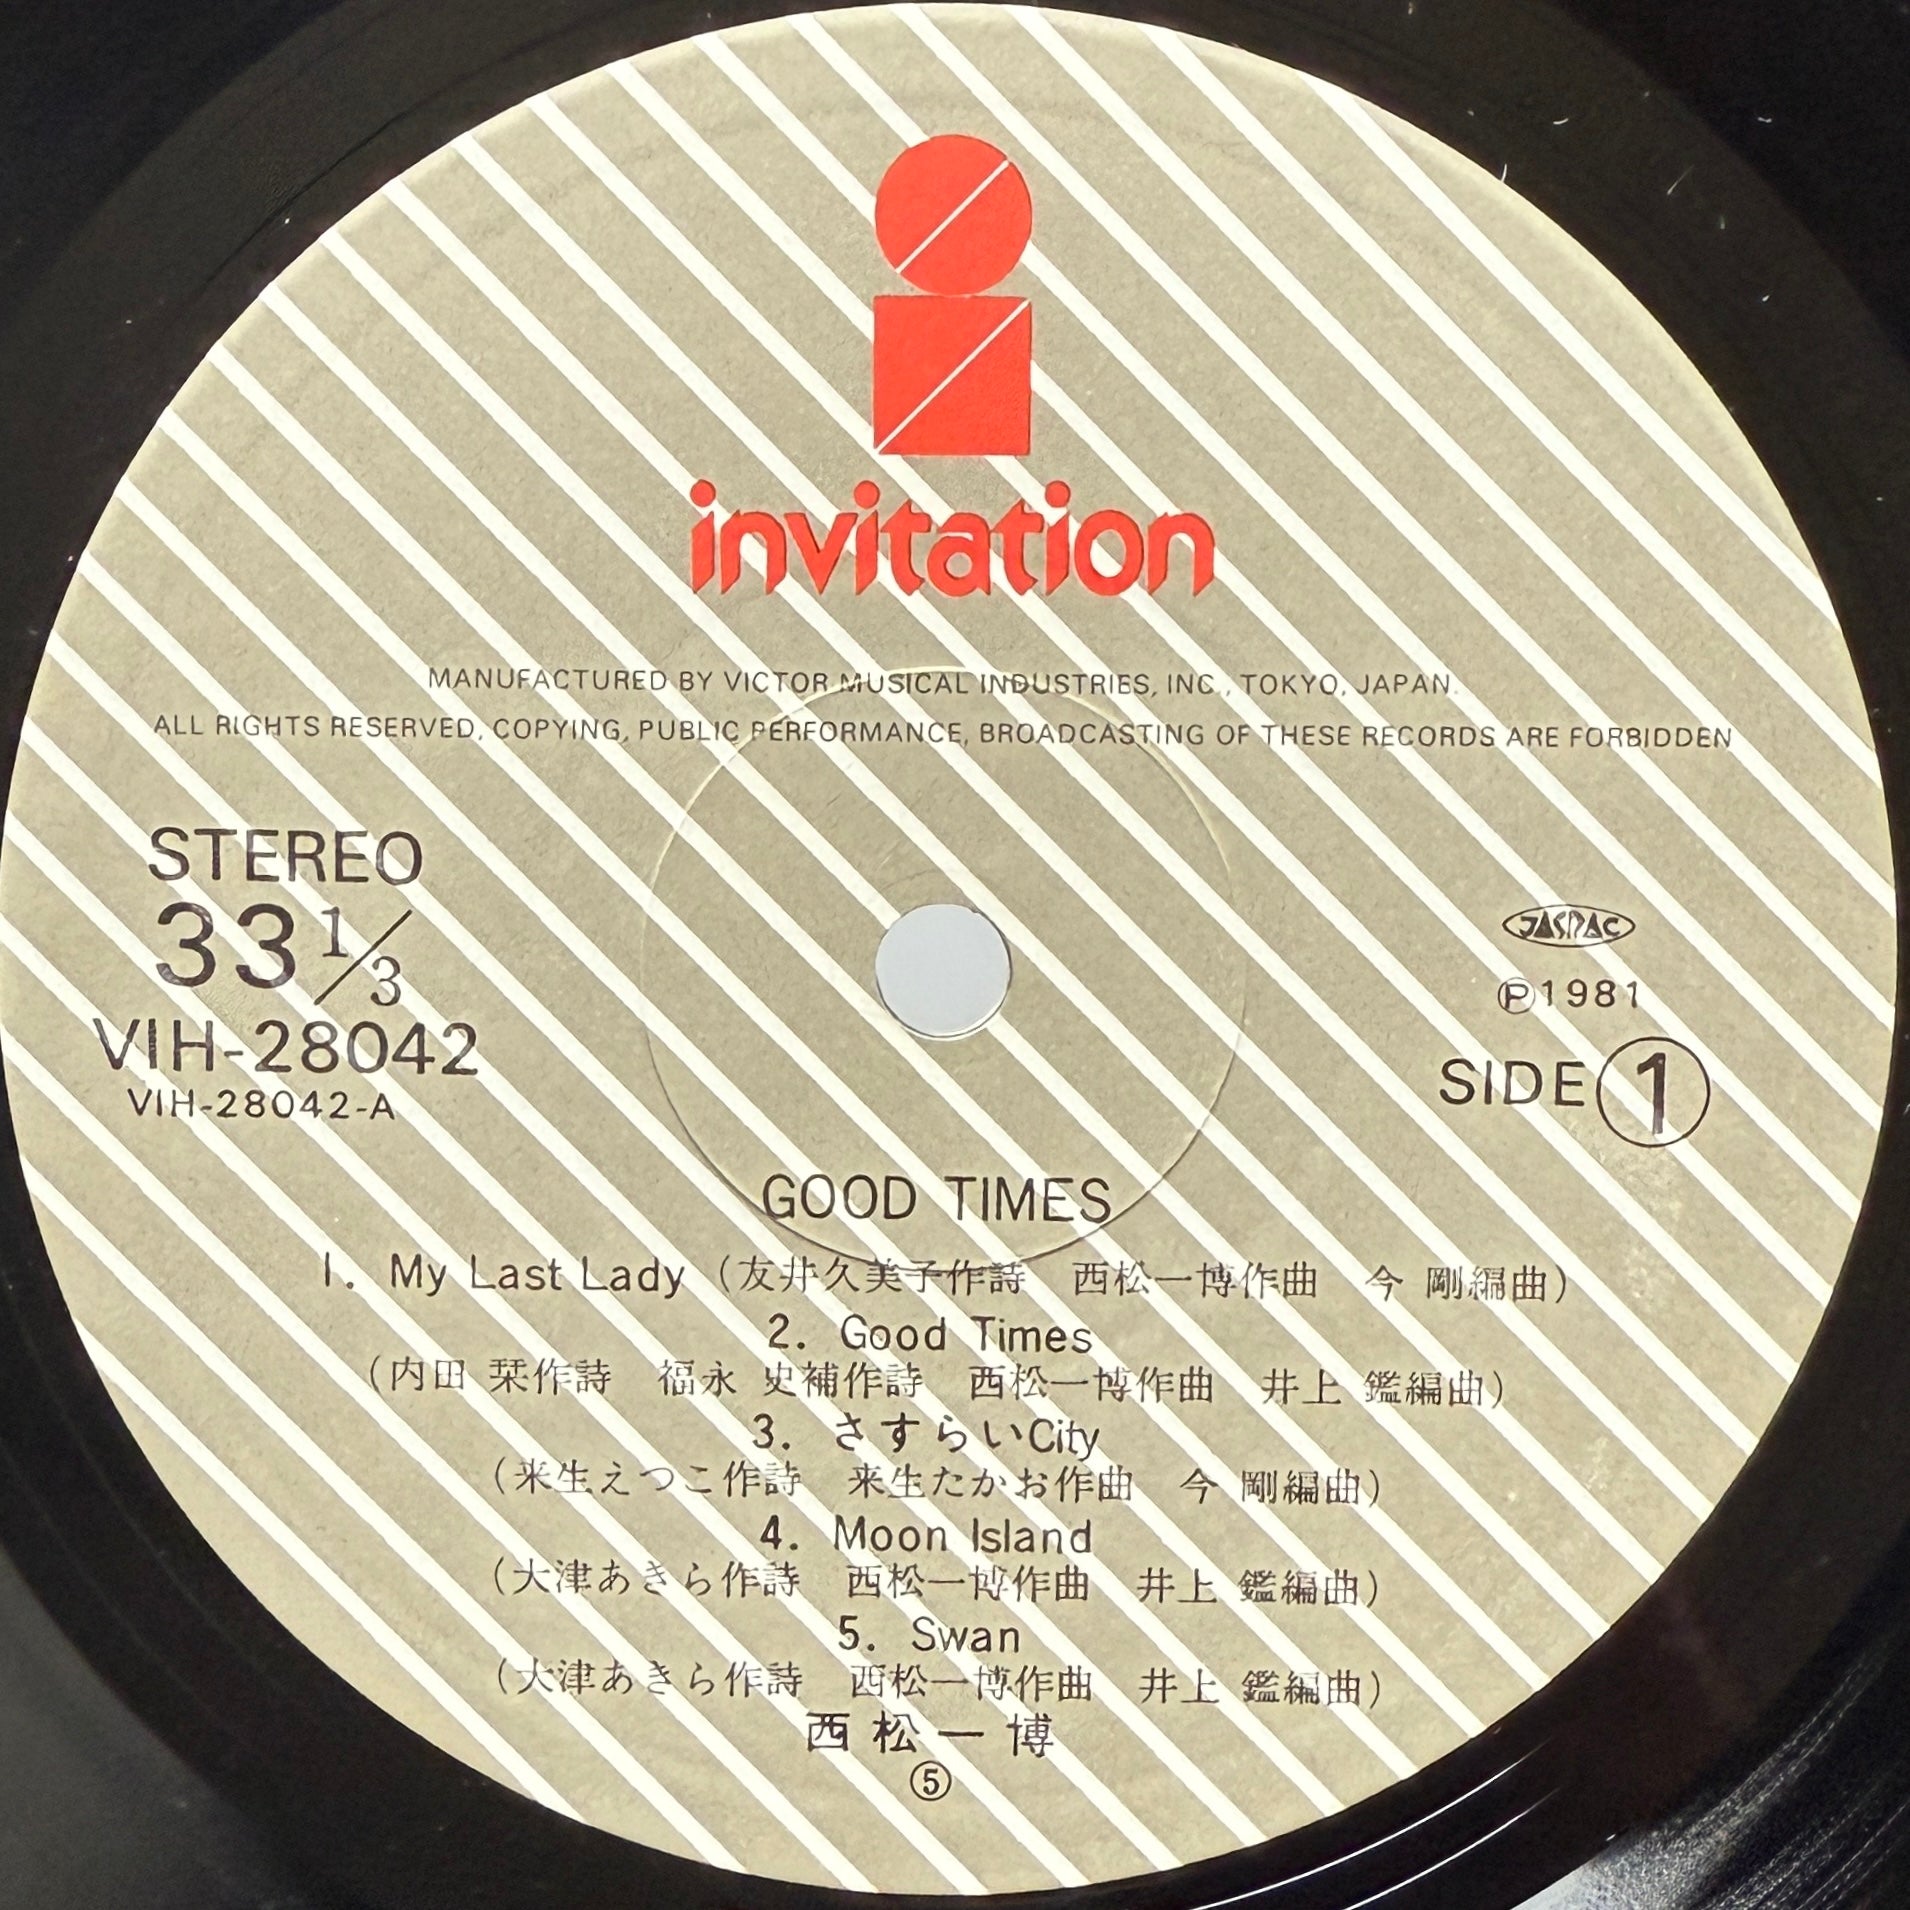 invitation
MANUFACTURED BY VICTOR MUSICAL INDUSTRIES, INC., TOKYO, JAPAN.
ALL RIGHTS RESERVED, COPYING, PUBLIC PERFORMANCE, BROADCASTING OF THESE RECORDS ARE FORBIDDEN
STEREO
33 1/3
VIH-28042
VIH-28042-A
JASRAC
Ⓟ1981
SIDE ①
GOOD TIMES
1. My Last Lady (友井久美子作詩 西松一博作曲 今 剛編曲)
2. Good Times
(内田 栞作詩 福永 史補作詩 西松一博作曲 井上 鑑編曲)
3. さすらいCity
(来生えつこ作詩 来生たかお作曲 今 剛編曲)
4. Moon Island
(大津あきら作詩 西松一博作曲 井上 鑑編曲)
5. Swan
(大津あきら作詩 西松一博作曲 井上 鑑編曲)
西松一博
⑤